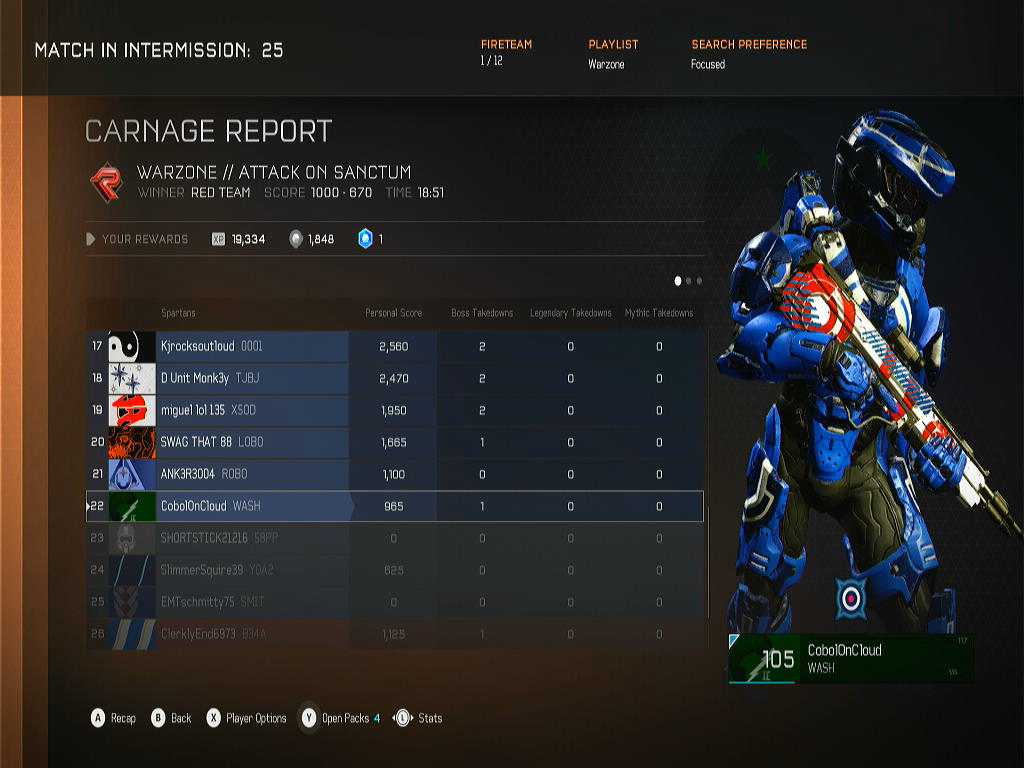 MATCH IN INTERMISSION: 25
FIRETEAM
1 / 12
PLAYLIST
Warzone
SEARCH PREFERENCE
Focused
CARNAGE REPORT
WARZONE // ATTACK ON SANCTUM
WINNER RED TEAM SCORE 1000 - 670 TIME 18:51
YOUR REWARDS XP 19,334 1,848 1
Spartans Personal Score Boss Takedowns Legendary Takedowns Mythic Takedowns
17 Kjrocksoutloud 0001 2,560 2 0 0
18 D Unit Monk3y TJBJ 2,470 2 0 0
19 miguel lol 135 X50D 1,950 2 0 0
20 SWAG THAT 88 LOBO 1,665 1 0 0
21 ANK3R3004 ROBO 1,100 0 0 0
22 CobolOnCloud WASH 965 1 0 0
23 SHORTSTICK21216 58PP 0 0 0 0
24 SlimmerSquire39 YOA2 625 0 0 0
25 EMTschmitty75 SMIT 0 0 0 0
26 ClerklyEnd6973 B34A 1,125 1 0 0
105 CobolOnCloud
WASH
117
A Recap B Back X Player Options Y Open Packs 4 L Stats